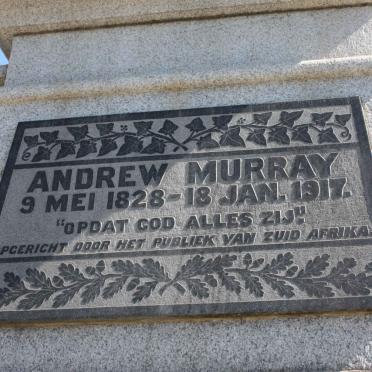 ANDREW MURRAY
9 MEI 1828-18 JAN. 1917.
"OPDAT GOD ALLES ZIJ"
OPGERICHT DOOR HET PUBLIEK VAN ZUID AFRIKA.